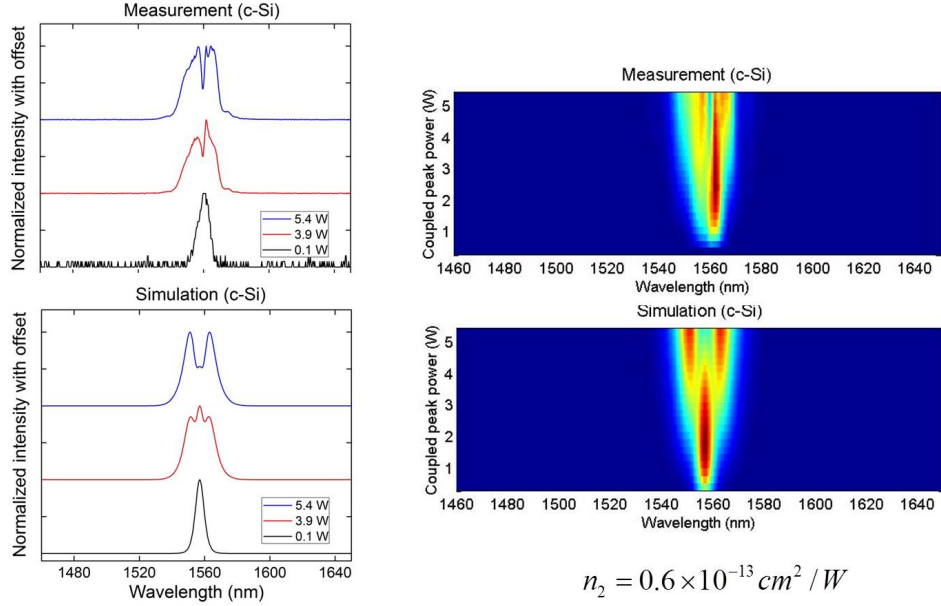 Measurement (c-Si)
Normalized intensity with offset
5.4 W
3.9 W
0.1 W
Simulation (c-Si)
Normalized intensity with offset
5.4 W
3.9 W
0.1 W
1480 1520 1560 1600 1640
Wavelength (nm)
Measurement (c-Si)
Coupled peak power (W)
5
4
3
2
1
1460 1480 1500 1520 1540 1560 1580 1600 1620 1640
Wavelength (nm)
Simulation (c-Si)
Coupled peak power (W)
5
4
3
2
1
1460 1480 1500 1520 1540 1560 1580 1600 1620 1640
Wavelength (nm)
n₂ = 0.6×10⁻¹³ cm² / W